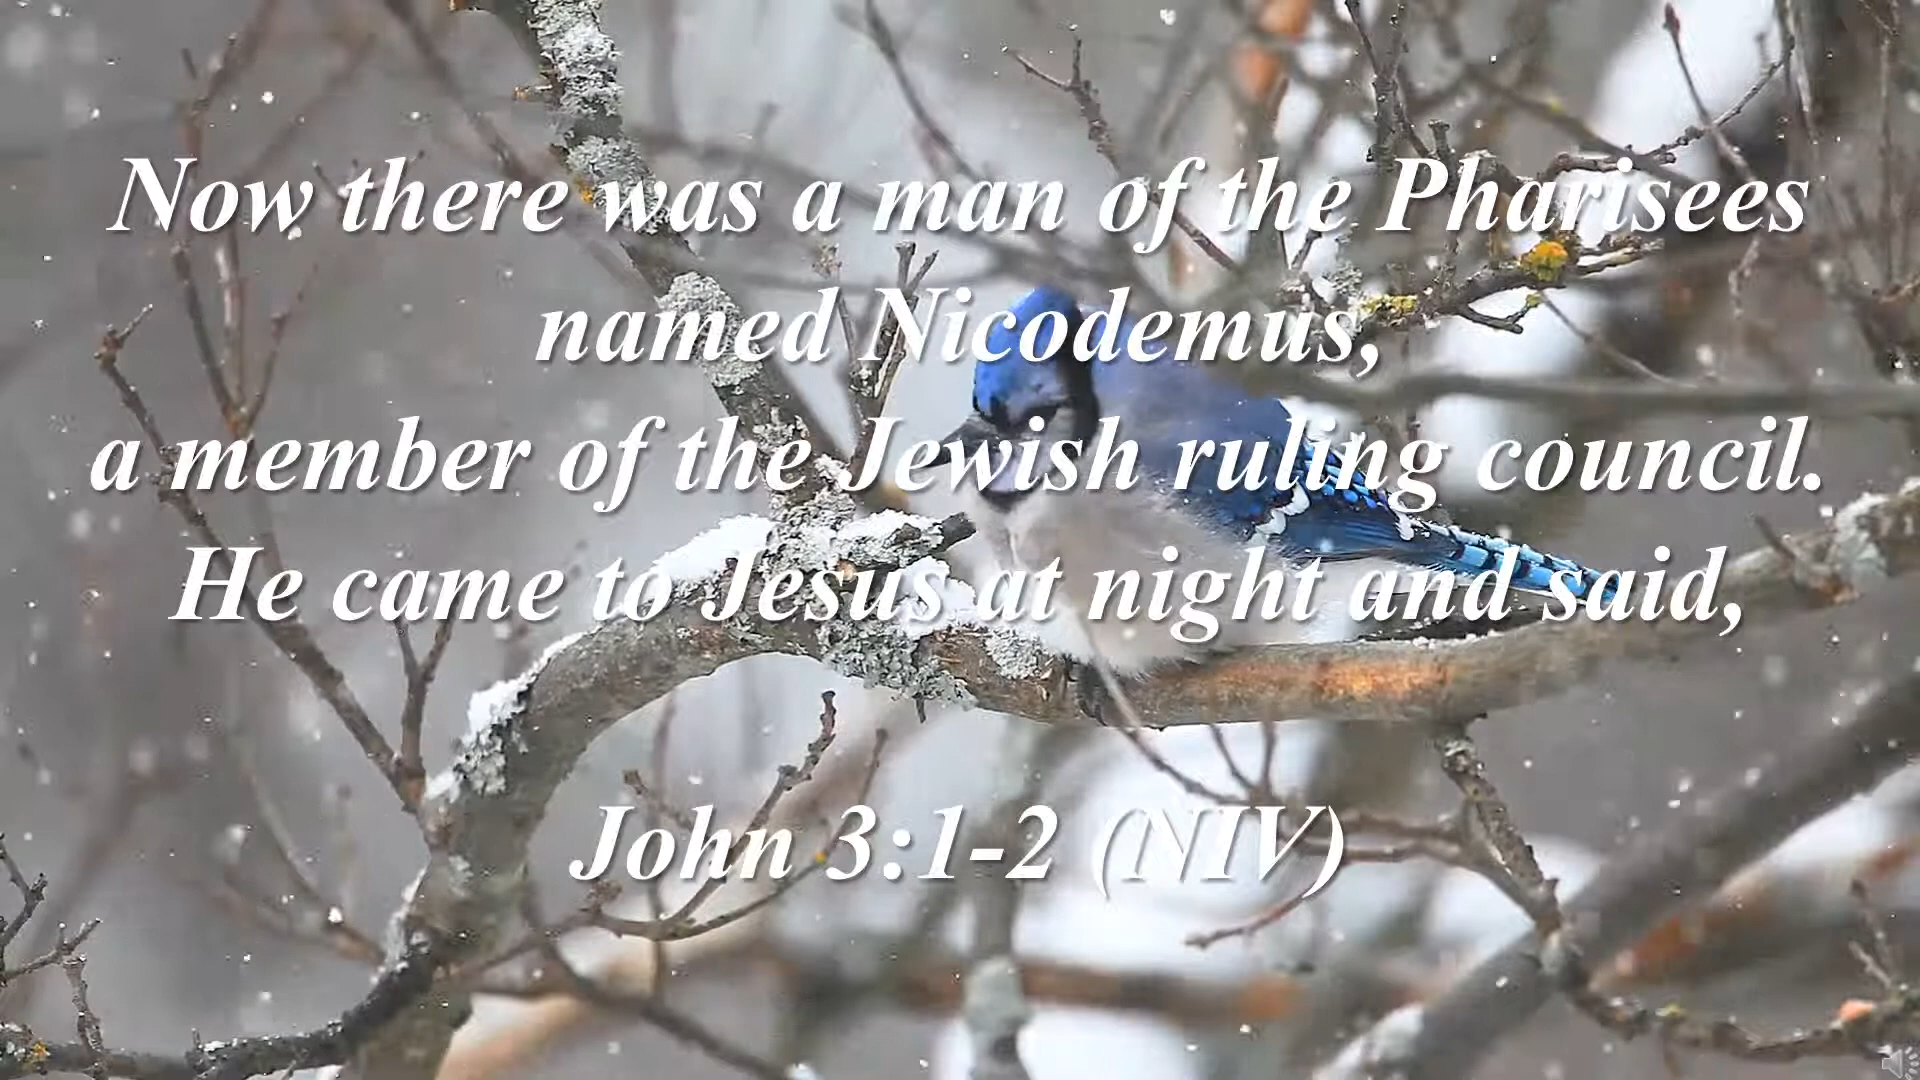 Now there was a man of the Pharisees
named Nicodemus,
a member of the Jewish ruling council.
He came to Jesus at night and said,
John 3:1-2 (NIV)